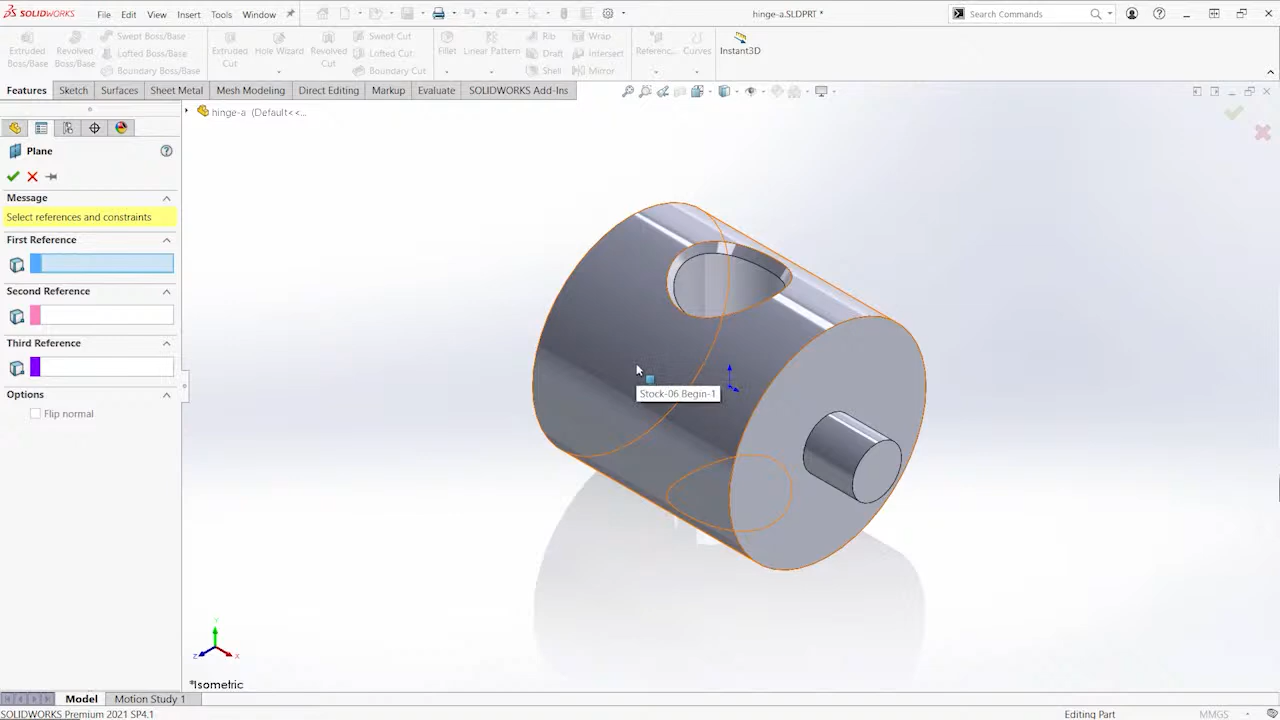 SOLIDWORKS File Edit View Insert Tools Window hinge-a.SLDPRT * Search Commands
Extruded Boss/Base
Revolved Boss/Base
Swept Boss/Base
Lofted Boss/Base
Boundary Boss/Base
Extruded Cut
Hole Wizard
Revolved Cut
Swept Cut
Lofted Cut
Boundary Cut
Fillet
Linear Pattern
Rib
Draft
Shell
Wrap
Intersect
Mirror
Referenc...
Curves
Instant3D
Features Sketch Surfaces Sheet Metal Mesh Modeling Direct Editing Markup Evaluate SOLIDWORKS Add-Ins
hinge-a (Default<<...
Plane
Message
Select references and constraints
First Reference
Second Reference
Third Reference
Options
Flip normal
Stock-06.Begin-1
Y
Z X
*Isometric
Model Motion Study 1
SOLIDWORKS Premium 2021 SP4.1 Editing Part MMGS